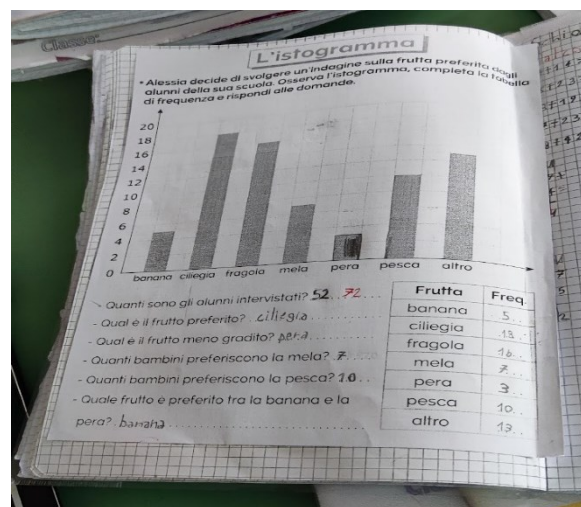 Classe
L'istogramma
• Alessia decide di svolgere un'indagine sulla frutta preferita dagli
alunni della sua scuola. Osserva l'istogramma, completa la tabella
di frequenza e rispondi alle domande.
20
18
16
14
12
10
8
6
4
2
0
banana ciliegia fragola mela pera pesca altro
- Quanti sono gli alunni intervistati? 52 72
- Qual è il frutto preferito? ciliegia
- Qual è il frutto meno gradito? pera
- Quanti bambini preferiscono la mela? 7
- Quanti bambini preferiscono la pesca? 10
- Quale frutto è preferito tra la banana e la
pera? banana
Frutta Freq.
banana 5
ciliegia 18
fragola 16
mela 7
pera 3
pesca 10
altro 13